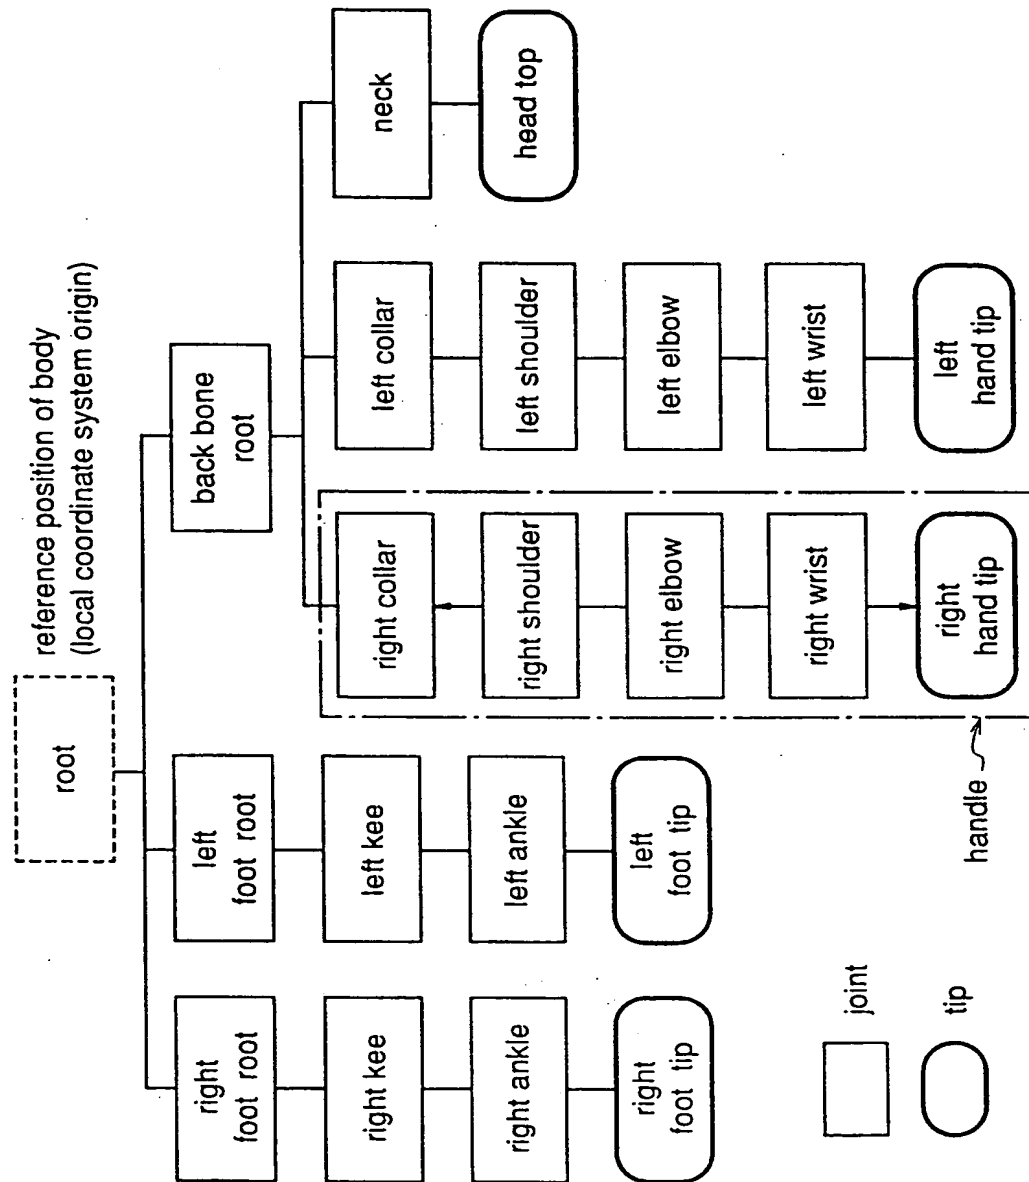 root
reference position of body
(local coordinate system origin)
right
foot root
left
foot root
back bone
root
right kee
left kee
right collar
left collar
neck
right ankle
left ankle
right shoulder
left shoulder
head top
right
foot tip
left
foot tip
right elbow
left elbow
right wrist
left wrist
right
hand tip
left
hand tip
handle
joint
tip